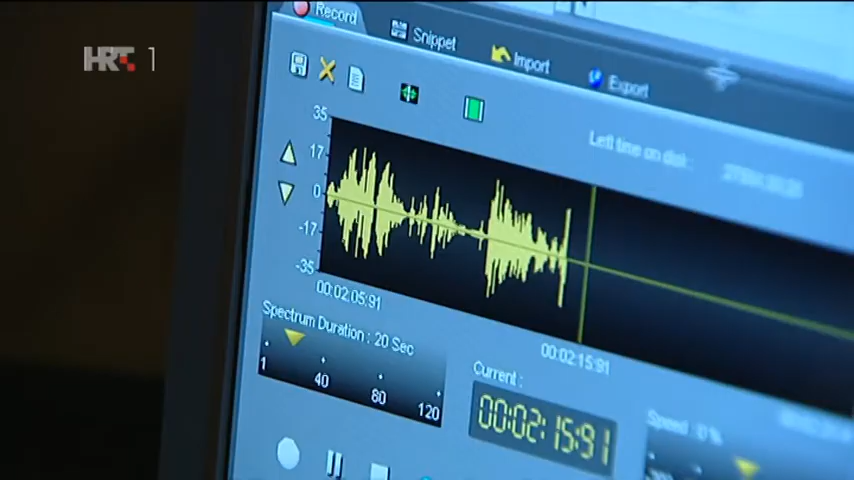 HRT 1
Record
Snippet
Import
Export
Left time on disk:
35
17
0
-17
-35
00:02:05:91
00:02:15:91
Spectrum Duration : 20 Sec
1
40
80
120
Current :
00:02:15:91
Speed : 0 %